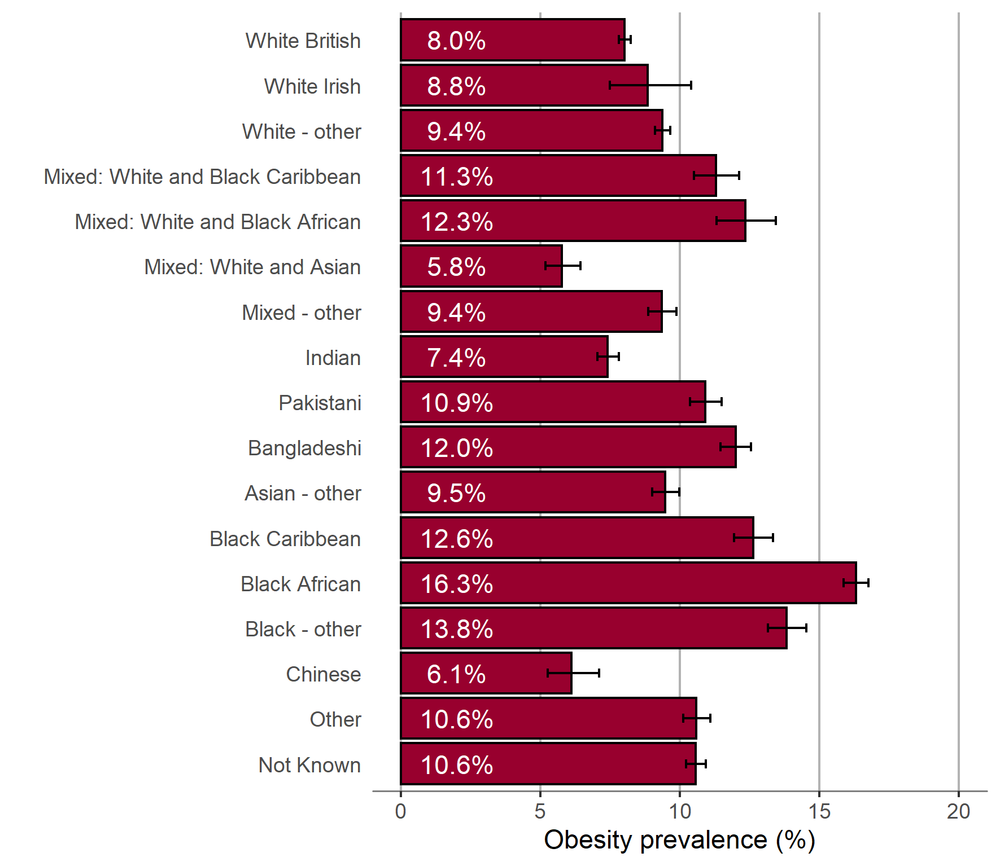 White British 8.0%
White Irish 8.8%
White - other 9.4%
Mixed: White and Black Caribbean 11.3%
Mixed: White and Black African 12.3%
Mixed: White and Asian 5.8%
Mixed - other 9.4%
Indian 7.4%
Pakistani 10.9%
Bangladeshi 12.0%
Asian - other 9.5%
Black Caribbean 12.6%
Black African 16.3%
Black - other 13.8%
Chinese 6.1%
Other 10.6%
Not Known 10.6%
0 5 10 15 20
Obesity prevalence (%)